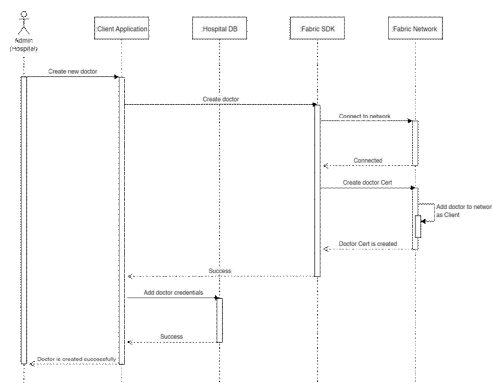 Admin
(Hospital)
:Client Application
:Hospital DB
:Fabric SDK
:Fabric Network
Create new doctor
Create doctor
Connect to network
Connected
Create doctor Cert
Add doctor to network
as Client
Doctor Cert is created
Success
Add doctor credentials
Success
Doctor is created successfully